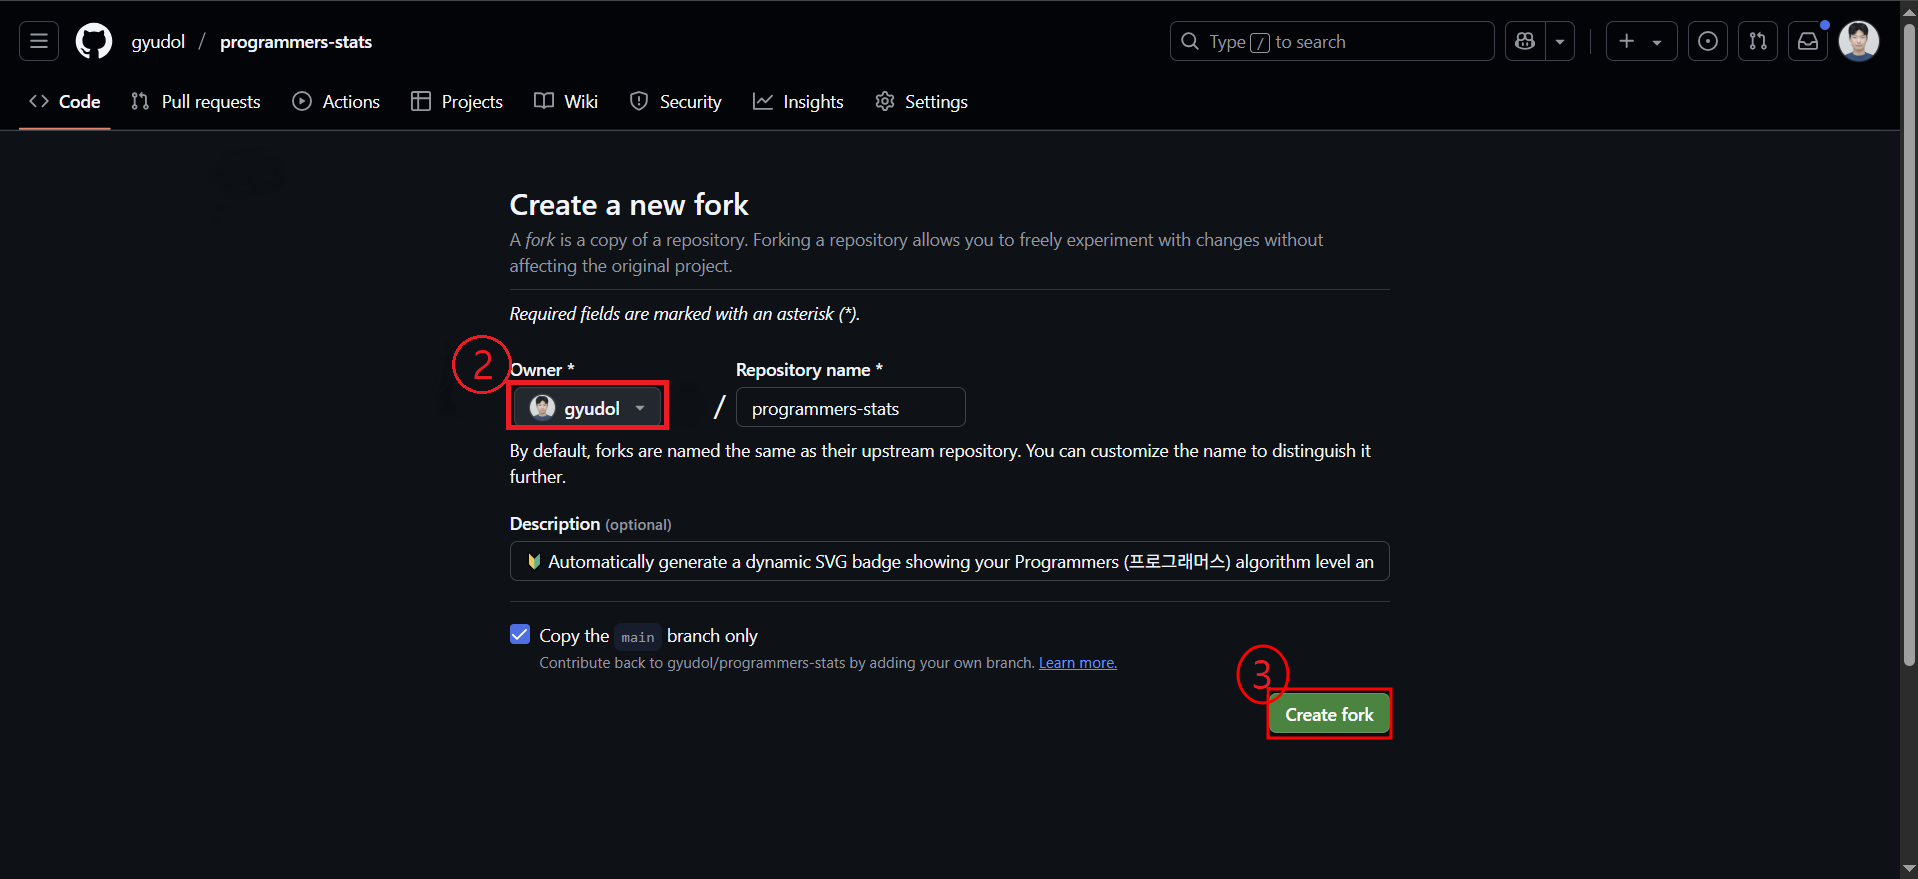 gyudol / programmers-stats
Type / to search
Code Pull requests Actions Projects Wiki Security Insights Settings
Create a new fork
A fork is a copy of a repository. Forking a repository allows you to freely experiment with changes without
affecting the original project.
Required fields are marked with an asterisk (*).
2
Owner * Repository name *
gyudol / programmers-stats
By default, forks are named the same as their upstream repository. You can customize the name to distinguish it
further.
Description (optional)
Automatically generate a dynamic SVG badge showing your Programmers (프로그래머스) algorithm level an
Copy the main branch only
Contribute back to gyudol/programmers-stats by adding your own branch. Learn more.
3
Create fork